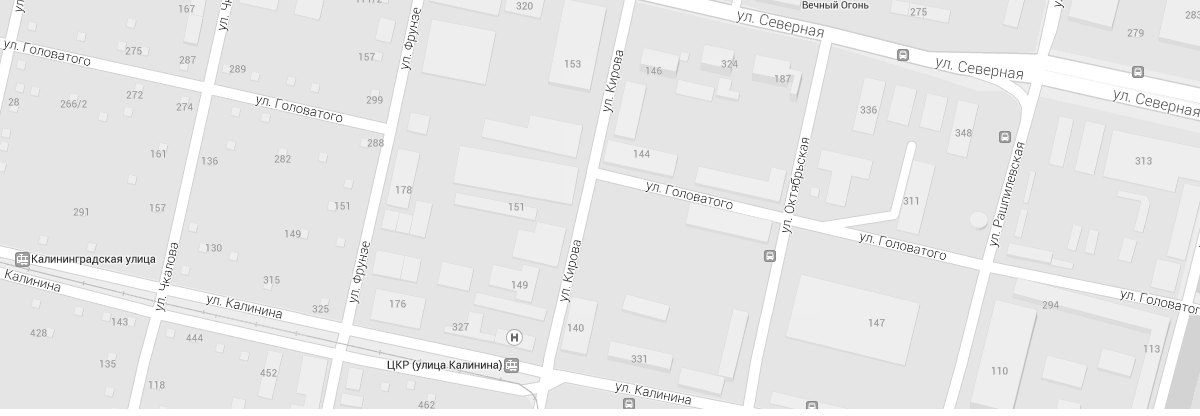 167
ул. Чк
111/2
ул. Фрунзе
320
Вечный Огонь
275
283
ул. Северная
279
ул. Головатого
275
287
289
157
153
ул. Кирова
146
324
187
ул. Северная
ул. Северная
28
266/2
272
274
ул. Головатого
299
336
348
288
161
136
282
144
ул. Октябрьская
ул. Рашпилевская
313
178
ул. Головатого
311
291
157
151
151
130
149
ул. Головатого
Калининградская улица
ул. Чкалова
ул. Фрунзе
ул. Кирова
Калинина
315
149
ул. Калинина
325
176
ул. Головатого
294
143
428
444
327
H
140
147
113
135
ЦКР (улица Калинина)
331
452
110
118
ул. Калинина
462